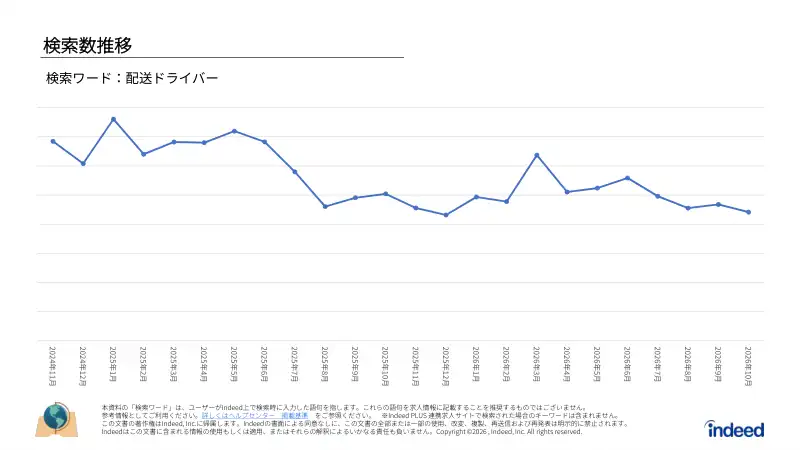 検索数推移
検索ワード：配送ドライバー
2024年11月
2024年12月
2025年1月
2025年2月
2025年3月
2025年4月
2025年5月
2025年6月
2025年7月
2025年8月
2025年9月
2025年10月
2025年11月
2025年12月
2026年1月
2026年2月
2026年3月
2026年4月
2026年5月
2026年6月
2026年7月
2026年8月
2026年9月
2026年10月
本資料の「検索ワード」は、ユーザーがIndeed上で検索時に入力した語句を指します。これらの語句を求人情報に記載することを推奨するものではございません。
参考情報としてご利用ください。詳しくはヘルプセンター　掲載基準　をご参照ください。　※Indeed PLUS 連携求人サイトで検索された場合のキーワードは含まれません。
この文書の著作権はIndeed, Inc.に帰属します。Indeedの書面による同意なしに、この文書の全部または一部の使用、改変、複製、再送信および再発表は明示的に禁止されます。
Indeedはこの文書に含まれる情報の使用もしくは適用、またはそれらの解釈によるいかなる責任も負いません。Copyright ©2026 , Indeed, Inc. All rights reserved.
indeed